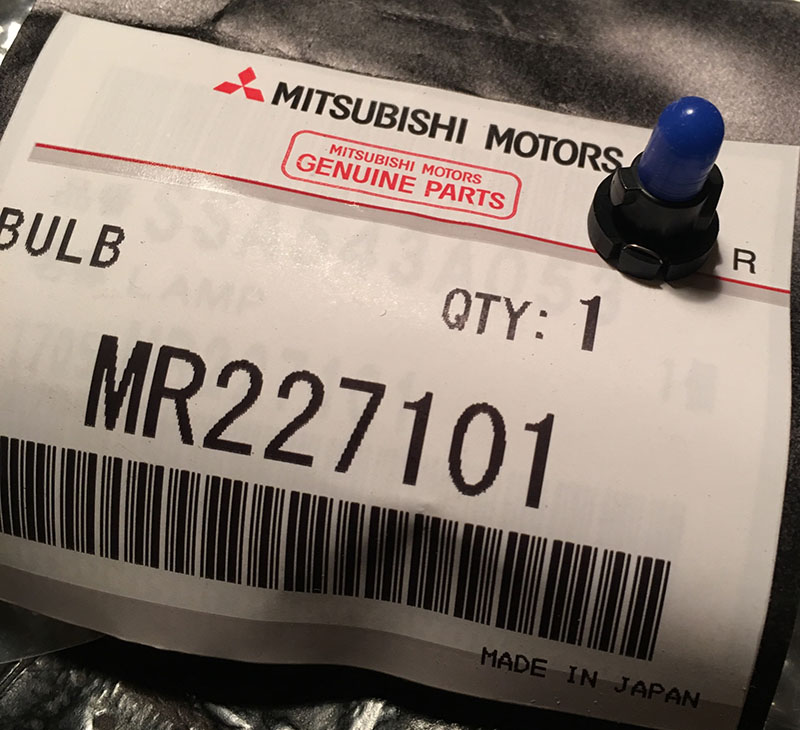 MITSUBISHI MOTORS
MITSUBISHI MOTORS
GENUINE PARTS
R
BULB
QTY: 1
MR227101
MADE IN JAPAN